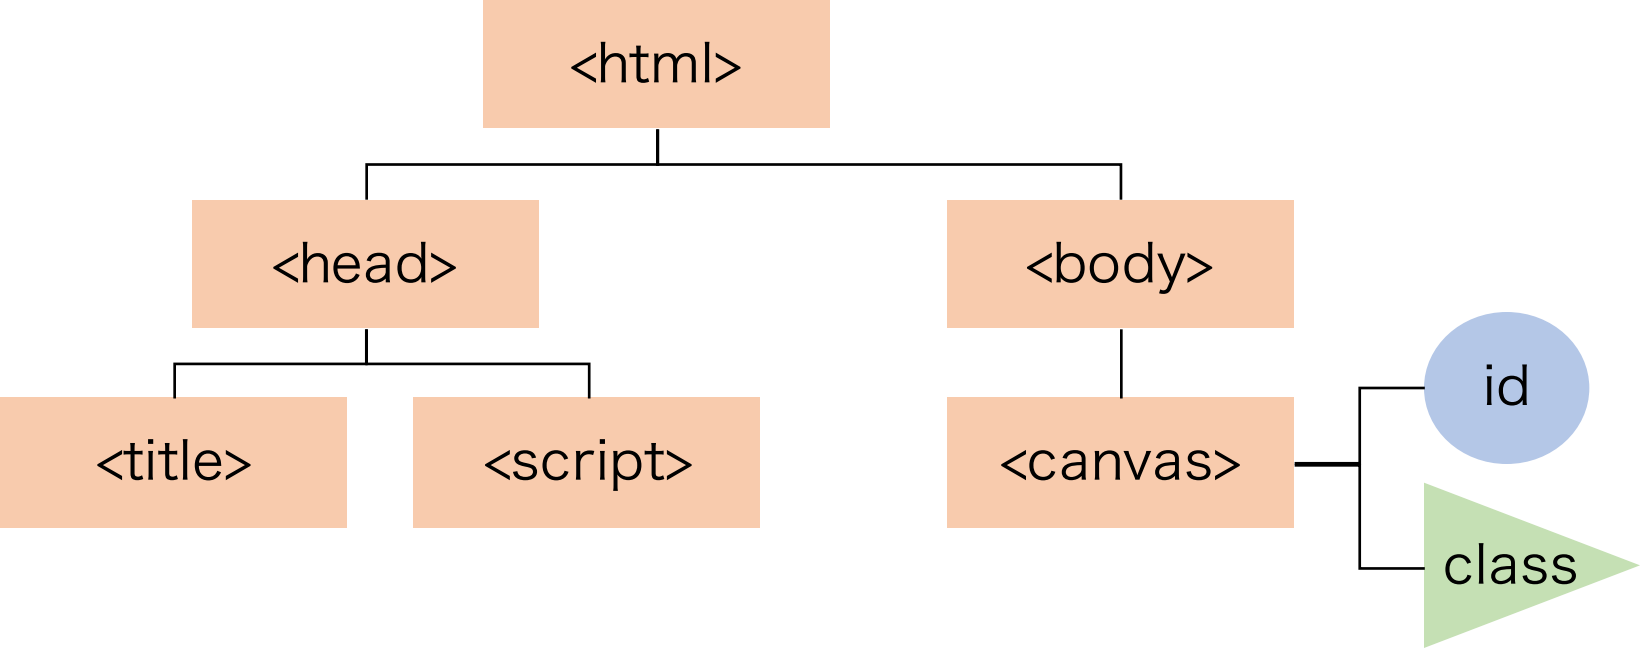 <html>
<head>
<body>
id
<title>
<script>
<canvas>
class